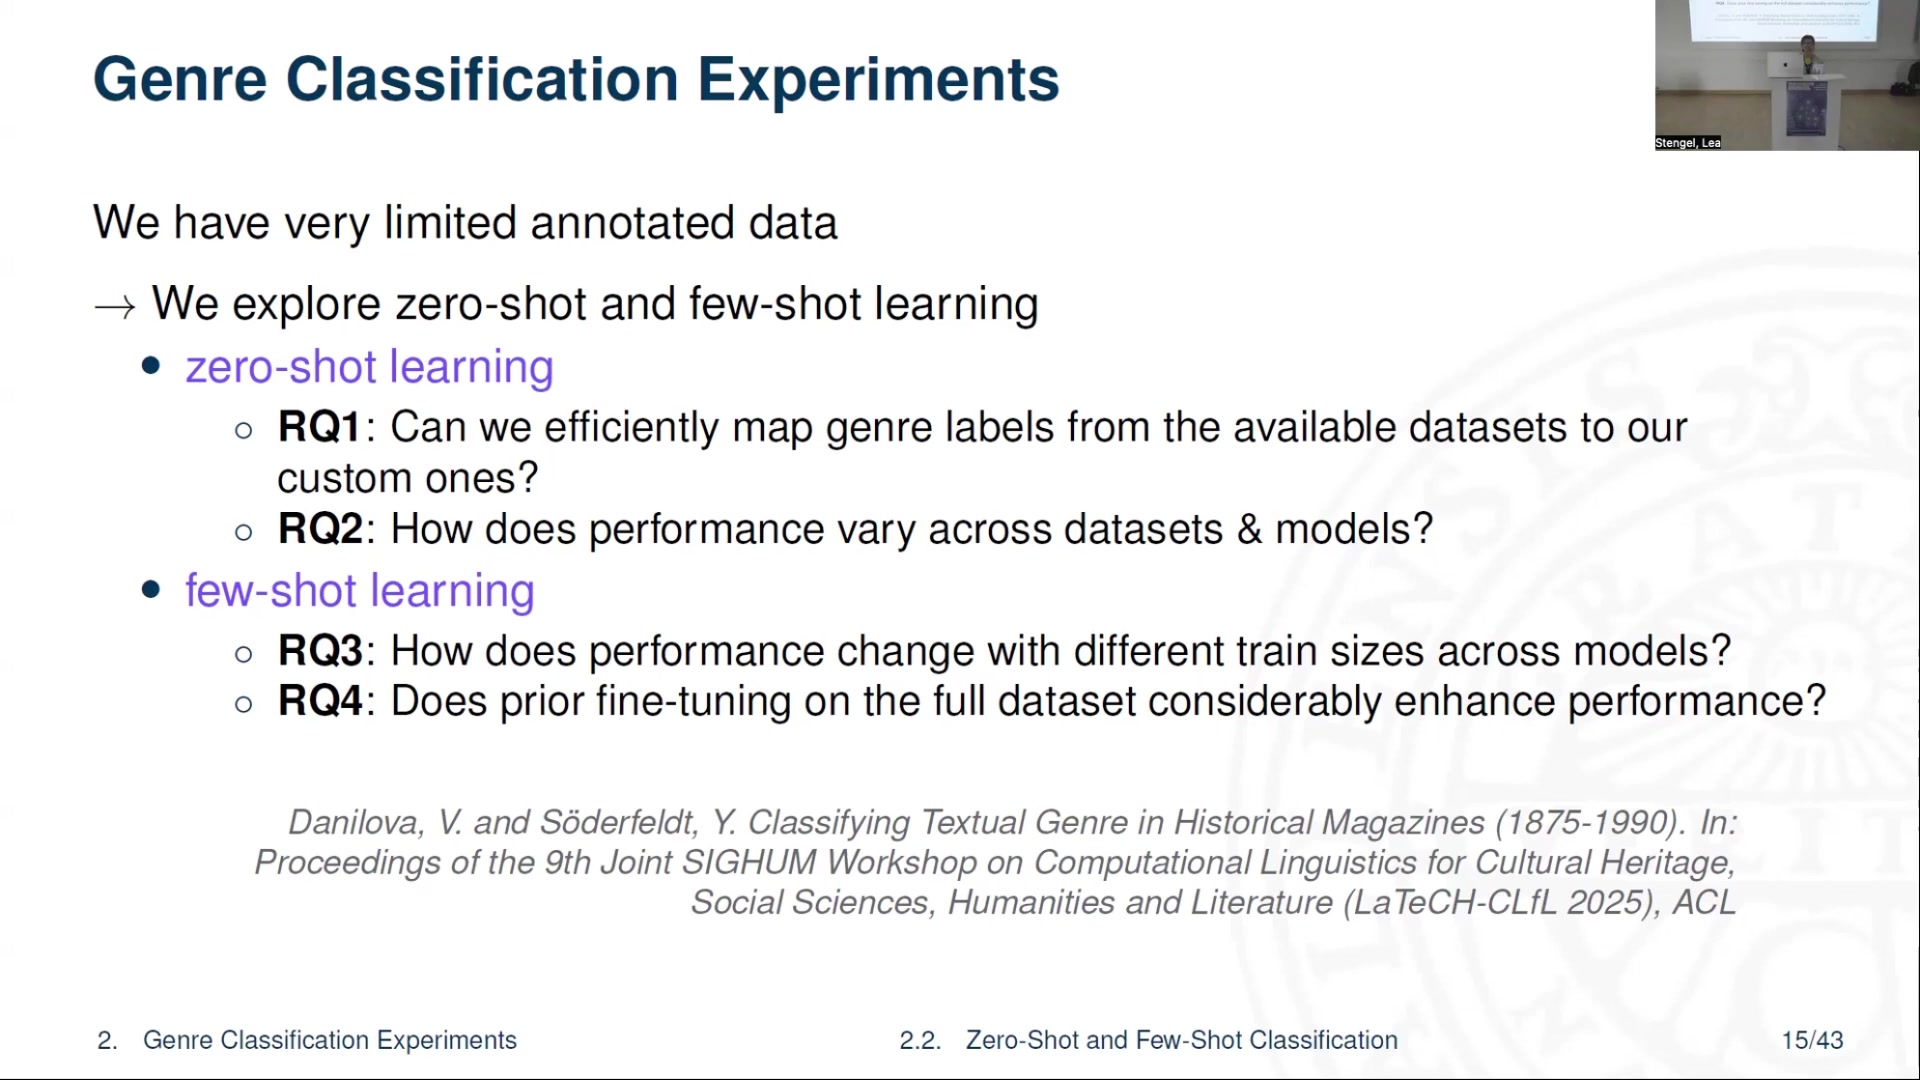 Genre Classification Experiments
Stengel, Lea
We have very limited annotated data
→ We explore zero-shot and few-shot learning
• zero-shot learning
○ RQ1: Can we efficiently map genre labels from the available datasets to our
custom ones?
○ RQ2: How does performance vary across datasets & models?
• few-shot learning
○ RQ3: How does performance change with different train sizes across models?
○ RQ4: Does prior fine-tuning on the full dataset considerably enhance performance?
Danilova, V. and Söderfeldt, Y. Classifying Textual Genre in Historical Magazines (1875-1990). In:
Proceedings of the 9th Joint SIGHUM Workshop on Computational Linguistics for Cultural Heritage,
Social Sciences, Humanities and Literature (LaTeCH-CLfL 2025), ACL
2. Genre Classification Experiments 2.2. Zero-Shot and Few-Shot Classification 15/43